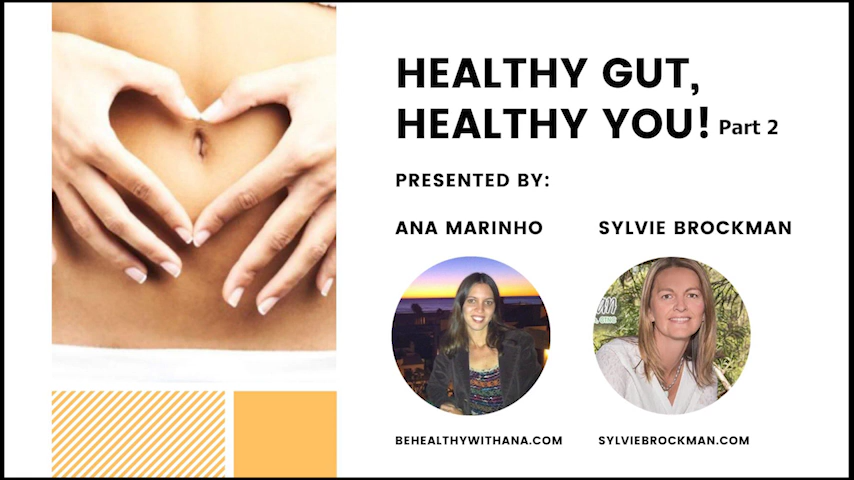 HEALTHY GUT,
HEALTHY YOU! Part 2
PRESENTED BY:
ANA MARINHO
SYLVIE BROCKMAN
BEHEALTHYWITHANA.COM
SYLVIEBROCKMAN.COM